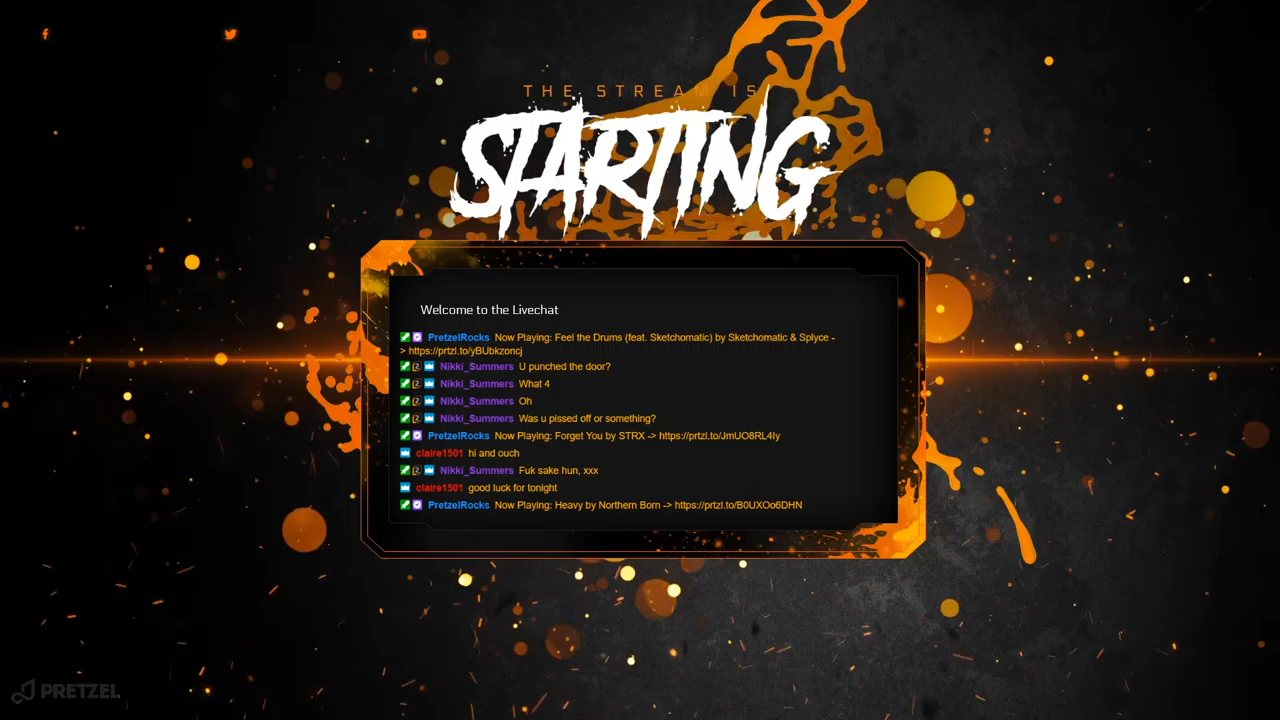 THE STREAM IS
STARTING
Welcome to the Livechat
PretzelRocks Now Playing: Feel the Drums (feat. Sketchomatic) by Sketchomatic & Splyce -
> https://prtzl.to/yBUbkzoncj
Nikki_Summers U punched the door?
Nikki_Summers What 4
Nikki_Summers Oh
Nikki_Summers Was u pissed off or something?
PretzelRocks Now Playing: Forget You by STRX -> https://prtzl.to/JmUO8RL4Iy
claire1501 hi and ouch
Nikki_Summers Fuk sake hun, xxx
claire1501 good luck for tonight
PretzelRocks Now Playing: Heavy by Northern Born -> https://prtzl.to/B0UXOo6DHN
PRETZEL